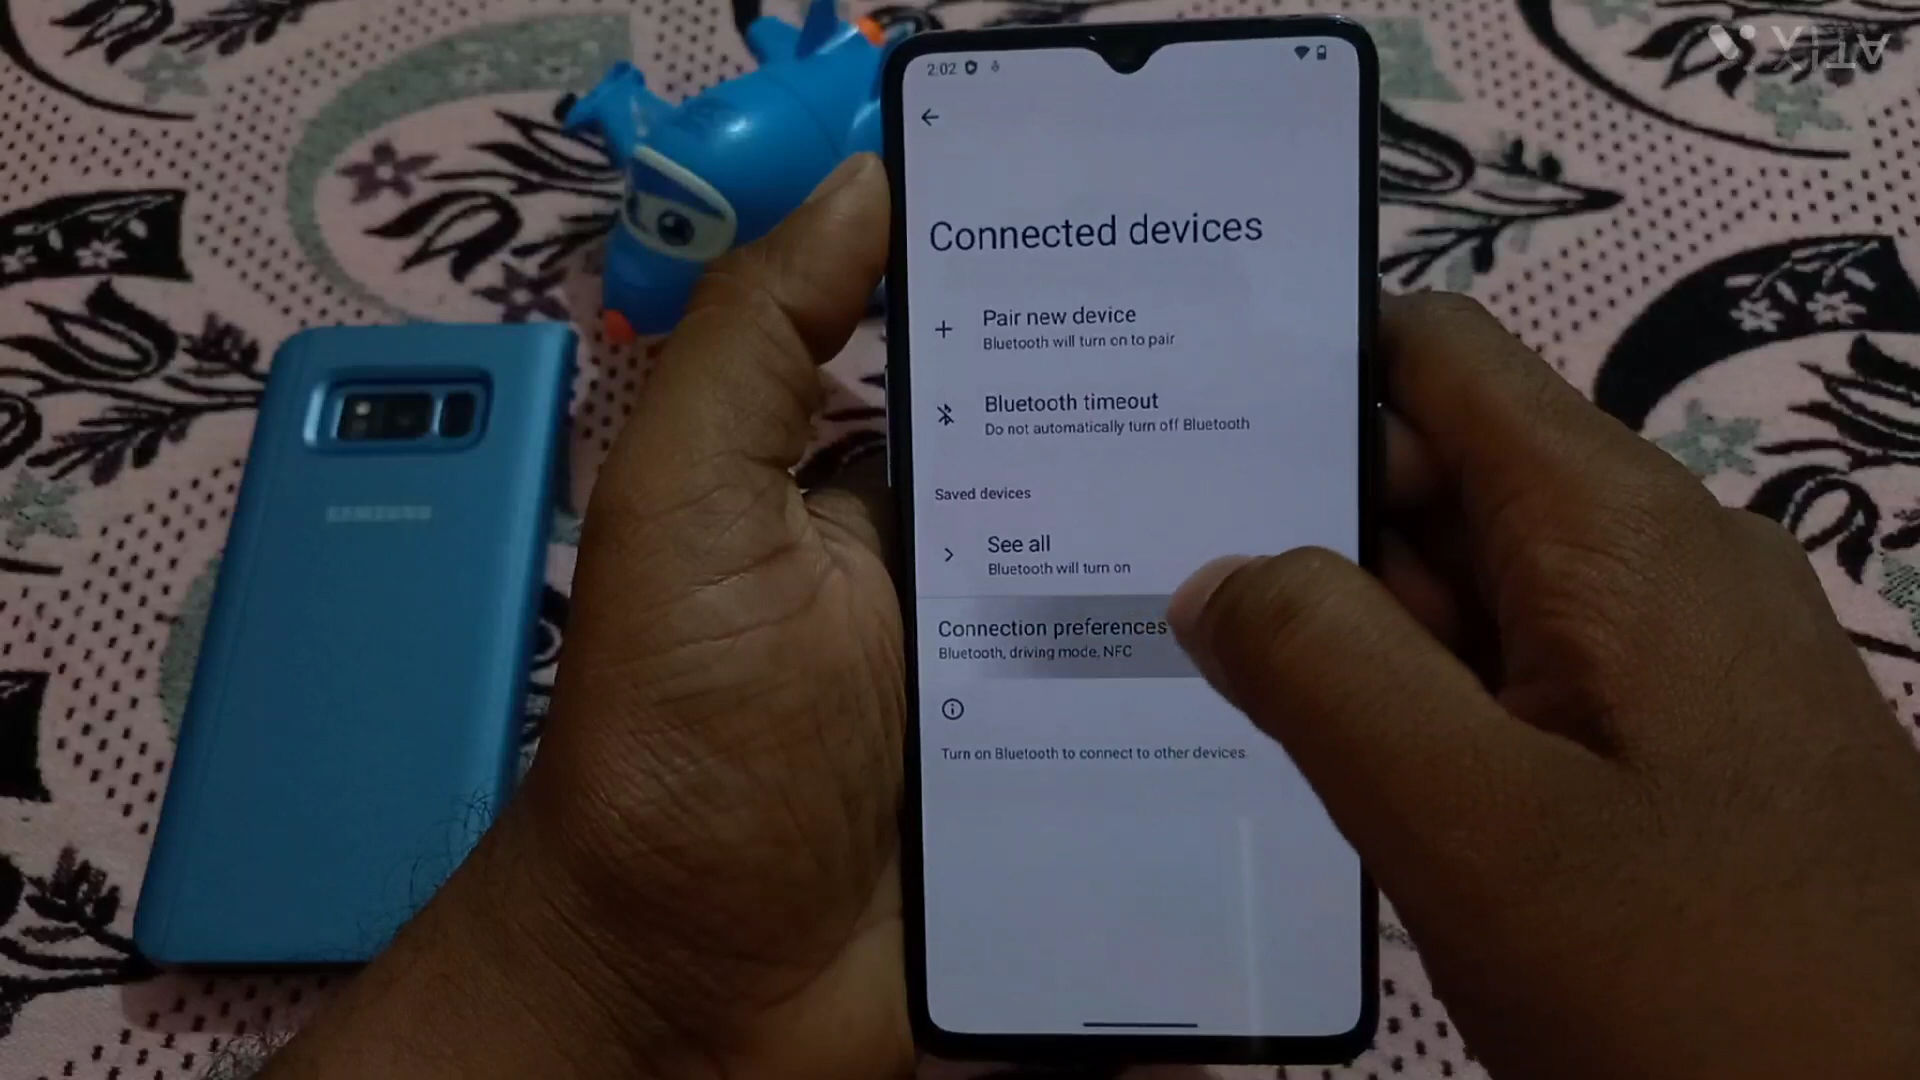 VITA
2:02
Connected devices
Pair new device
Bluetooth will turn on to pair
Bluetooth timeout
Do not automatically turn off Bluetooth
Saved devices
See all
Bluetooth will turn on
Connection preferences
Bluetooth, driving mode, NFC
Turn on Bluetooth to connect to other devices.
SAMSUNG